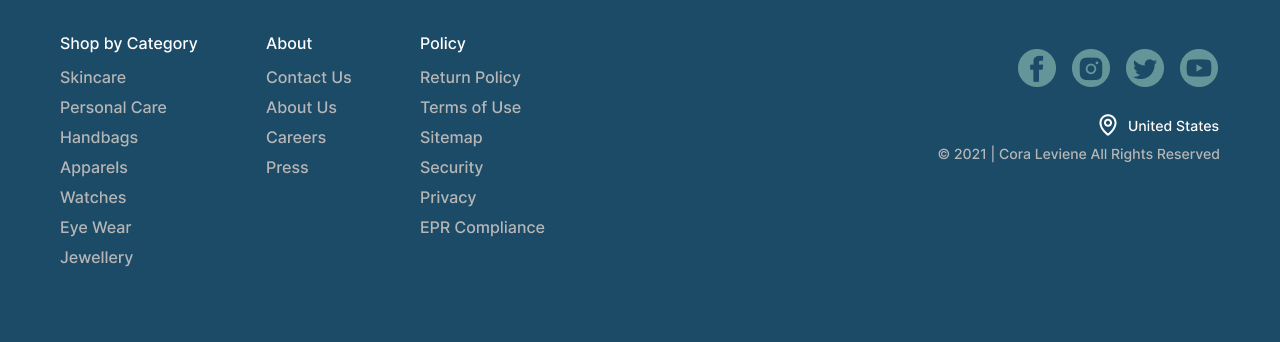 Shop by Category
Skincare
Personal Care
Handbags
Apparels
Watches
Eye Wear
Jewellery
About
Contact Us
About Us
Careers
Press
Policy
Return Policy
Terms of Use
Sitemap
Security
Privacy
EPR Compliance
United States
© 2021 | Cora Leviene All Rights Reserved